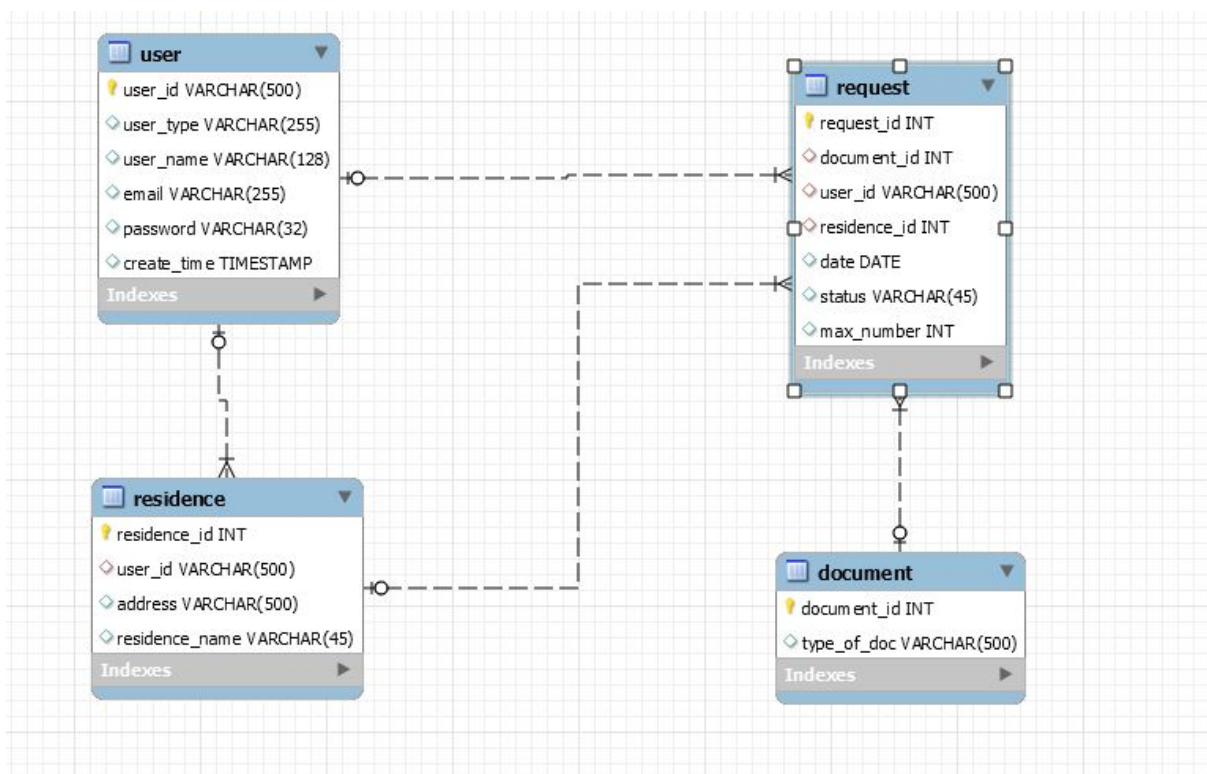 user
user_id VARCHAR(500)
user_type VARCHAR(255)
user_name VARCHAR(128)
email VARCHAR(255)
password VARCHAR(32)
create_time TIMESTAMP
Indexes
request
request_id INT
document_id INT
user_id VARCHAR(500)
residence_id INT
date DATE
status VARCHAR(45)
max_number INT
Indexes
residence
residence_id INT
user_id VARCHAR(500)
address VARCHAR(500)
residence_name VARCHAR(45)
Indexes
document
document_id INT
type_of_doc VARCHAR(500)
Indexes